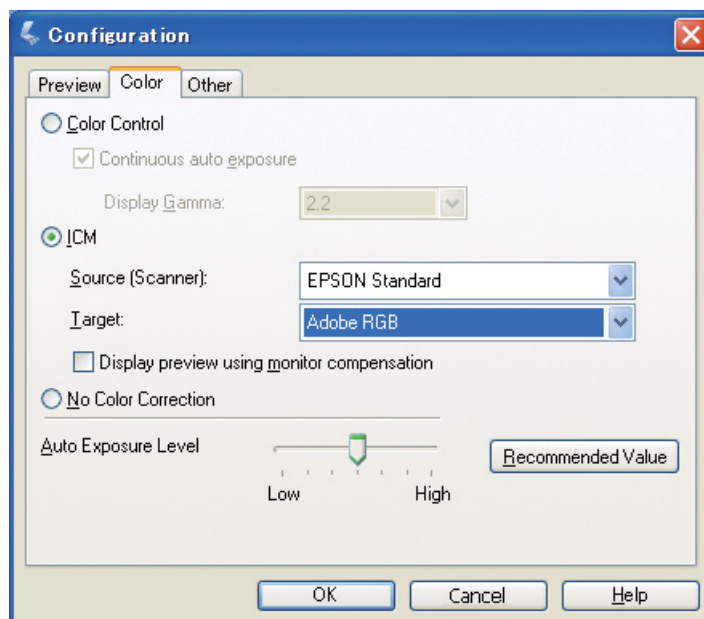 Configuration
Preview Color Other
Color Control
Continuous auto exposure
Display Gamma: 2.2
ICM
Source (Scanner): EPSON Standard
Target: Adobe RGB
Display preview using monitor compensation
No Color Correction
Auto Exposure Level Recommended Value
Low High
OK Cancel Help